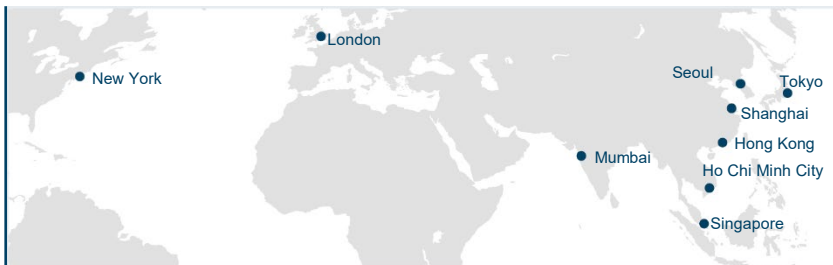 London
New York
Seoul
Tokyo
Shanghai
Hong Kong
Mumbai
Ho Chi Minh City
Singapore